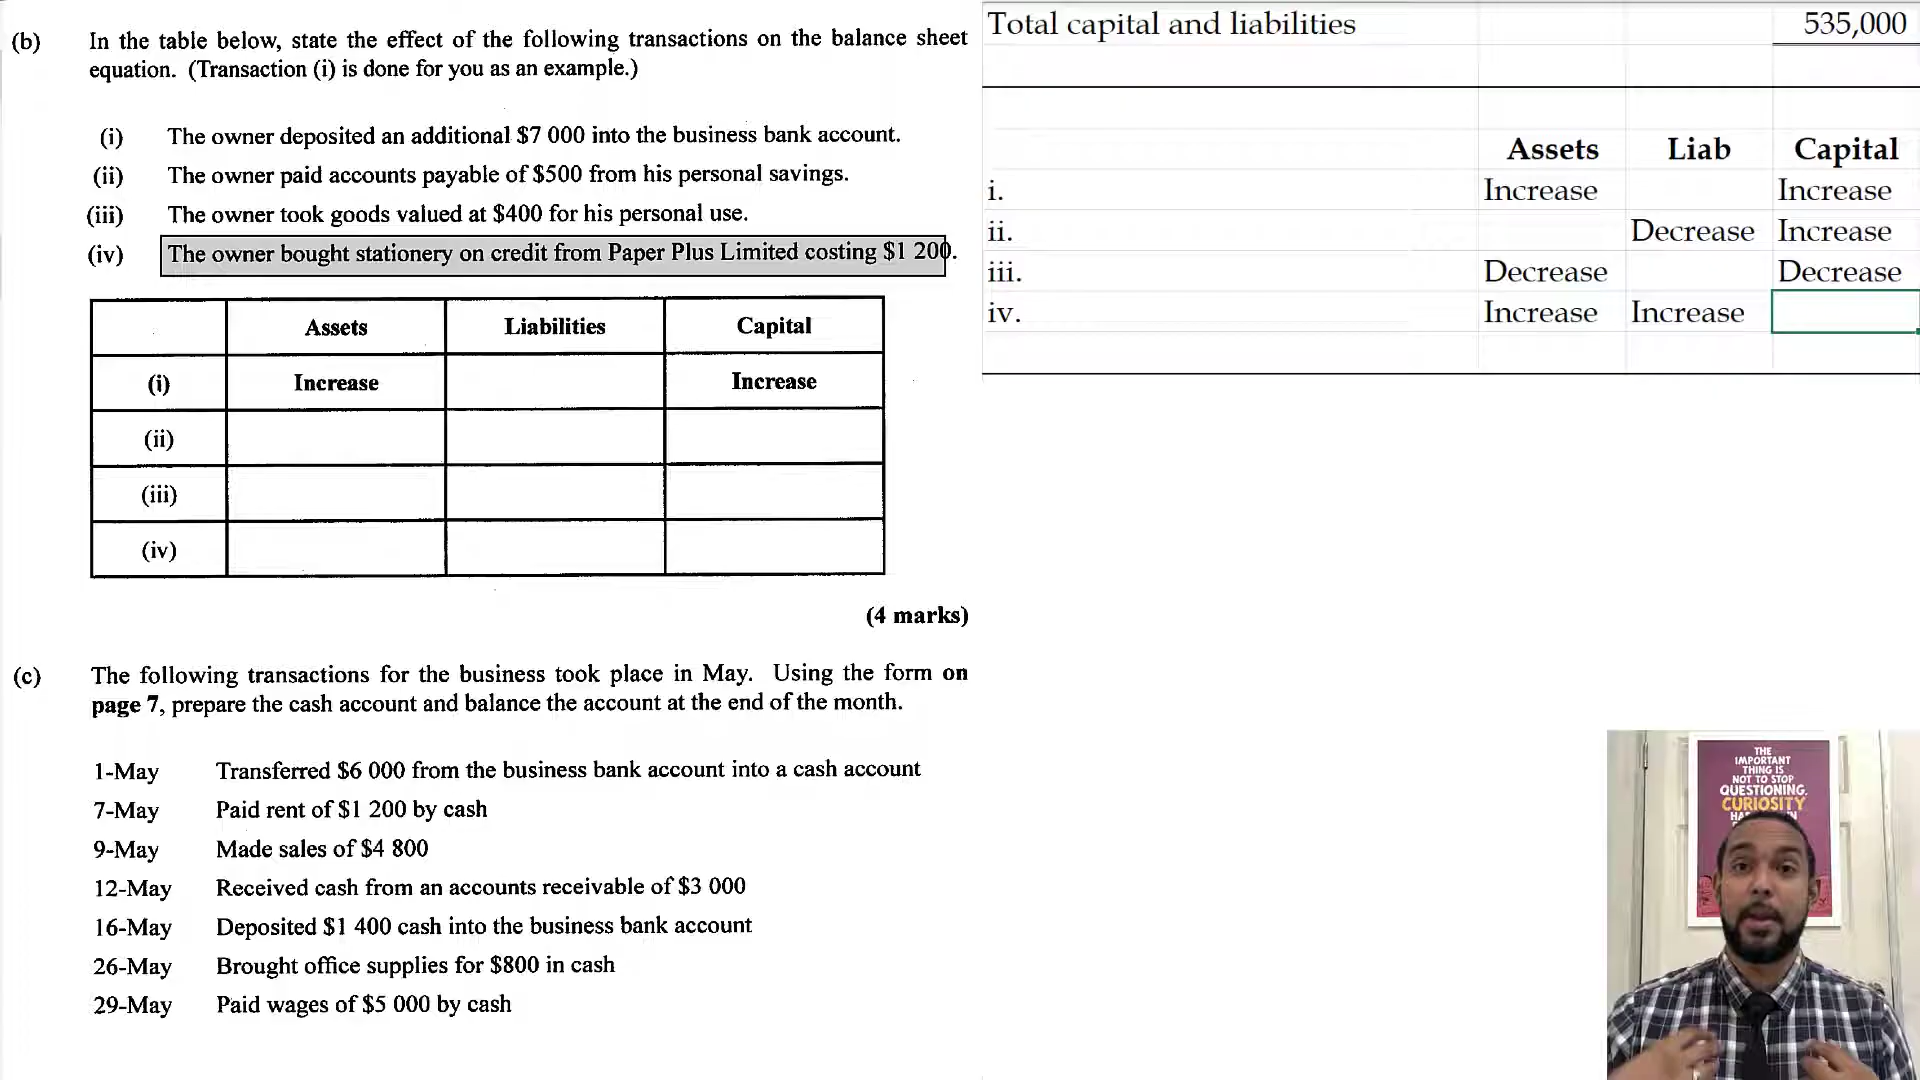 (b) In the table below, state the effect of the following transactions on the balance sheet
equation. (Transaction (i) is done for you as an example.)
(i) The owner deposited an additional $7 000 into the business bank account.
(ii) The owner paid accounts payable of $500 from his personal savings.
(iii) The owner took goods valued at $400 for his personal use.
(iv) The owner bought stationery on credit from Paper Plus Limited costing $1 200.
Assets Liabilities Capital
(i) Increase Increase
(ii)
(iii)
(iv)
(4 marks)
(c) The following transactions for the business took place in May. Using the form on
page 7, prepare the cash account and balance the account at the end of the month.
1-May Transferred $6 000 from the business bank account into a cash account
7-May Paid rent of $1 200 by cash
9-May Made sales of $4 800
12-May Received cash from an accounts receivable of $3 000
16-May Deposited $1 400 cash into the business bank account
26-May Brought office supplies for $800 in cash
29-May Paid wages of $5 000 by cash
Total capital and liabilities 535,000
Assets Liab Capital
i. Increase Increase
ii. Decrease Increase
iii. Decrease Decrease
iv. Increase Increase
THE
IMPORTANT
THING IS
NOT TO STOP
QUESTIONING.
CURIOSITY